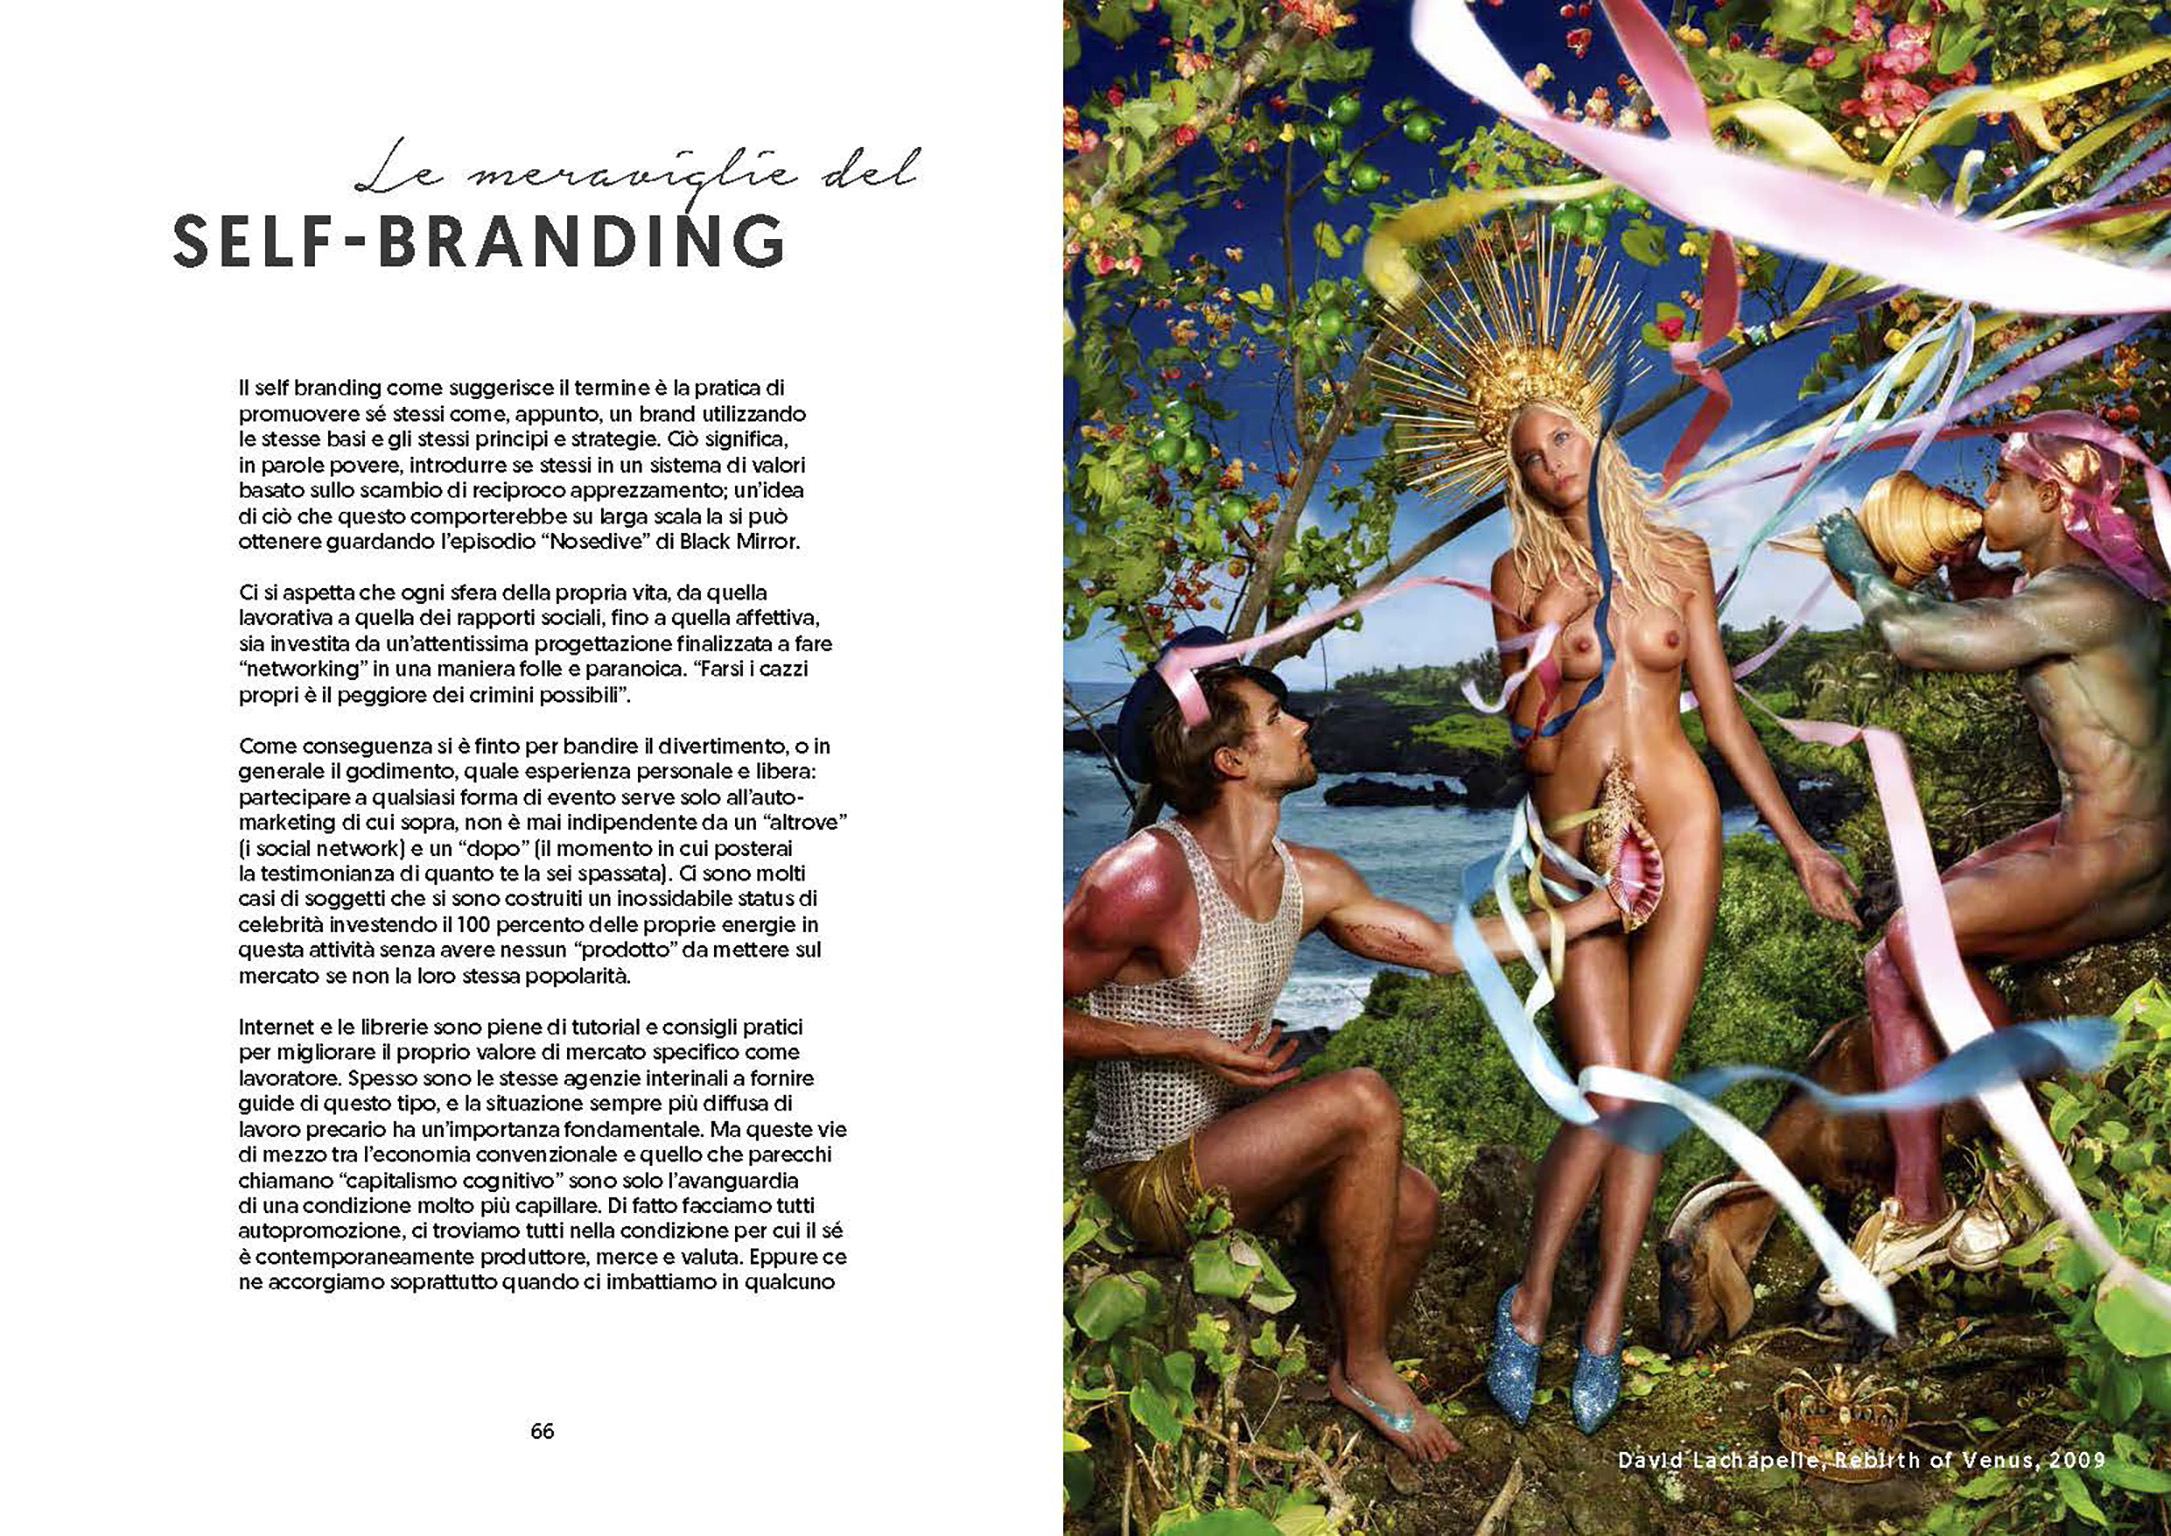 Le meraviglie del
SELF-BRANDING
Il self branding come suggerisce il termine è la pratica di
promuovere sé stessi come, appunto, un brand utilizzando
le stesse basi e gli stessi principi e strategie. Ciò significa,
in parole povere, introdurre se stessi in un sistema di valori
basato sullo scambio di reciproco apprezzamento; un’idea
di ciò che questo comporterebbe su larga scala la si può
ottenere guardando l’episodio “Nosedive” di Black Mirror.
Ci si aspetta che ogni sfera della propria vita, da quella
lavorativa a quella dei rapporti sociali, fino a quella affettiva,
sia investita da un’attentissima progettazione finalizzata a fare
“networking” in una maniera folle e paranoica. “Farsi i cazzi
propri è il peggiore dei crimini possibili”.
Come conseguenza si è finto per bandire il divertimento, o in
generale il godimento, quale esperienza personale e libera:
partecipare a qualsiasi forma di evento serve solo all’auto-
marketing di cui sopra, non è mai indipendente da un “altrove”
(i social network) e un “dopo” (il momento in cui posterai
la testimonianza di quanto te la sei spassata). Ci sono molti
casi di soggetti che si sono costruiti un inossidabile status di
celebrità investendo il 100 percento delle proprie energie in
questa attività senza avere nessun “prodotto” da mettere sul
mercato se non la loro stessa popolarità.
Internet e le librerie sono piene di tutorial e consigli pratici
per migliorare il proprio valore di mercato specifico come
lavoratore. Spesso sono le stesse agenzie interinali a fornire
guide di questo tipo, e la situazione sempre più diffusa di
lavoro precario ha un’importanza fondamentale. Ma queste vie
di mezzo tra l’economia convenzionale e quello che parecchi
chiamano “capitalismo cognitivo” sono solo l’avanguardia
di una condizione molto più capillare. Di fatto facciamo tutti
autopromozione, ci troviamo tutti nella condizione per cui il sé
è contemporaneamente produttore, merce e valuta. Eppure ce
ne accorgiamo soprattutto quando ci imbattiamo in qualcuno
66
David Lachapelle, Rebirth of Venus, 2009